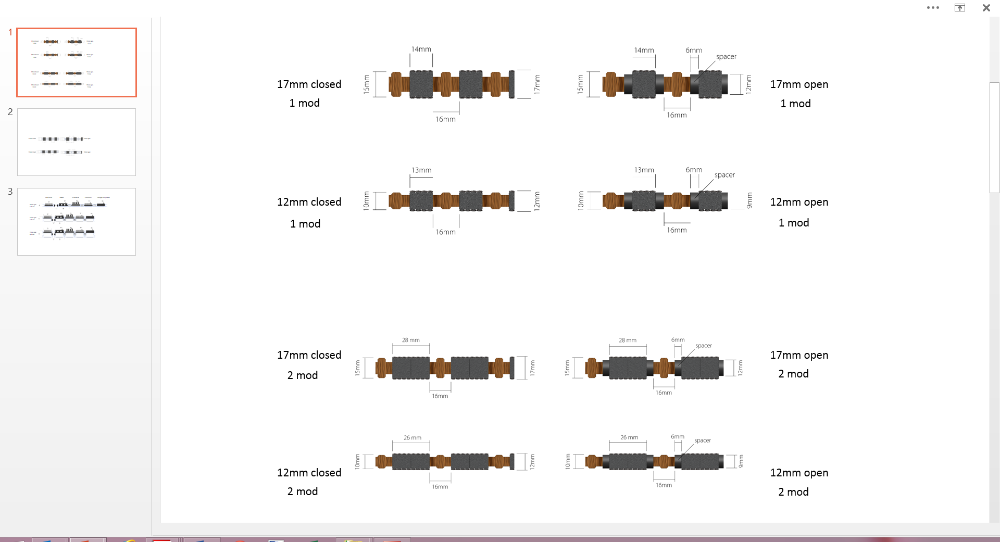 1
2
3
14mm
15mm
17mm
16mm
17mm closed
1 mod
14mm
6mm
spacer
15mm
12mm
16mm
17mm open
1 mod
13mm
10mm
12mm
16mm
12mm closed
1 mod
13mm
6mm
spacer
10mm
9mm
16mm
12mm open
1 mod
28 mm
15mm
17mm
16mm
17mm closed
2 mod
28 mm
6mm
spacer
15mm
12mm
16mm
17mm open
2 mod
26 mm
10mm
12mm
16mm
12mm closed
2 mod
26 mm
6mm
spacer
10mm
9mm
16mm
12mm open
2 mod